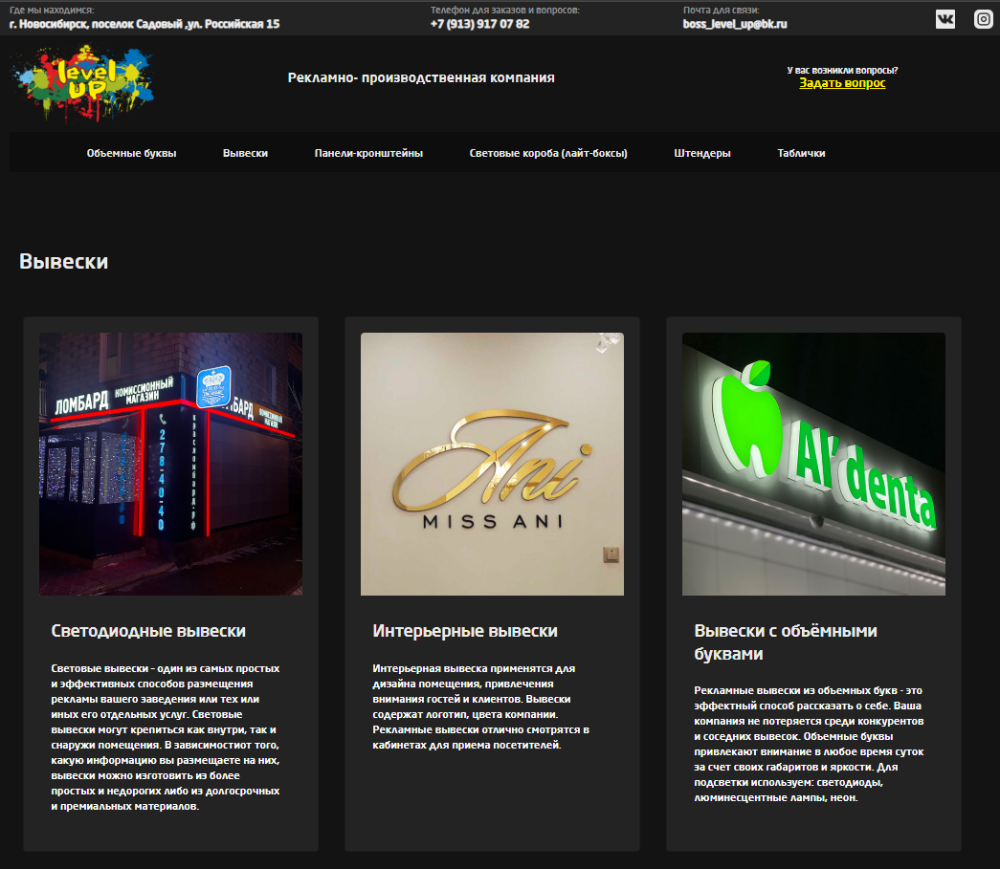 Где мы находимся:
г. Новосибирск, поселок Садовый ,ул. Российская 15
Телефон для заказов и вопросов:
+7 (913) 917 07 82
Почта для связи:
boss_level_up@bk.ru
level
UP
Рекламно- производственная компания
У вас возникли вопросы?
Задать вопрос
Объемные буквы
Вывески
Панели-кронштейны
Световые короба (лайт-боксы)
Штендеры
Таблички
Вывески
ЛОМБАРД
КОМИССИОННЫЙ
МАГАЗИН
278-40-40
красломбард.рф
Ani
MISS ANI
Al'denta
Светодиодные вывески
Световые вывески – один из самых простых
и эффективных способов размещения
рекламы вашего заведения или тех или
иных его отдельных услуг. Световые
вывески могут крепиться как внутри, так и
снаружи помещения. В зависимостиот того,
какую информацию вы размещаете на них,
вывески можно изготовить из более
простых и недорогих либо из долгосрочных
и премиальных материалов.
Интерьерные вывески
Интерьерная вывеска применятся для
дизайна помещения, привлечения
внимания гостей и клиентов. Вывески
содержат логотип, цвета компании.
Рекламные вывески отлично смотрятся в
кабинетах для приема посетителей.
Вывески с объёмными
буквами
Рекламные вывески из объемных букв - это
эффектный способ рассказать о себе. Ваша
компания не потеряется среди конкурентов
и соседних вывесок. Объемные буквы
привлекают внимание в любое время суток
за счет своих габаритов и яркости. Для
подсветки используем: светодиоды,
люминесцентные лампы, неон.